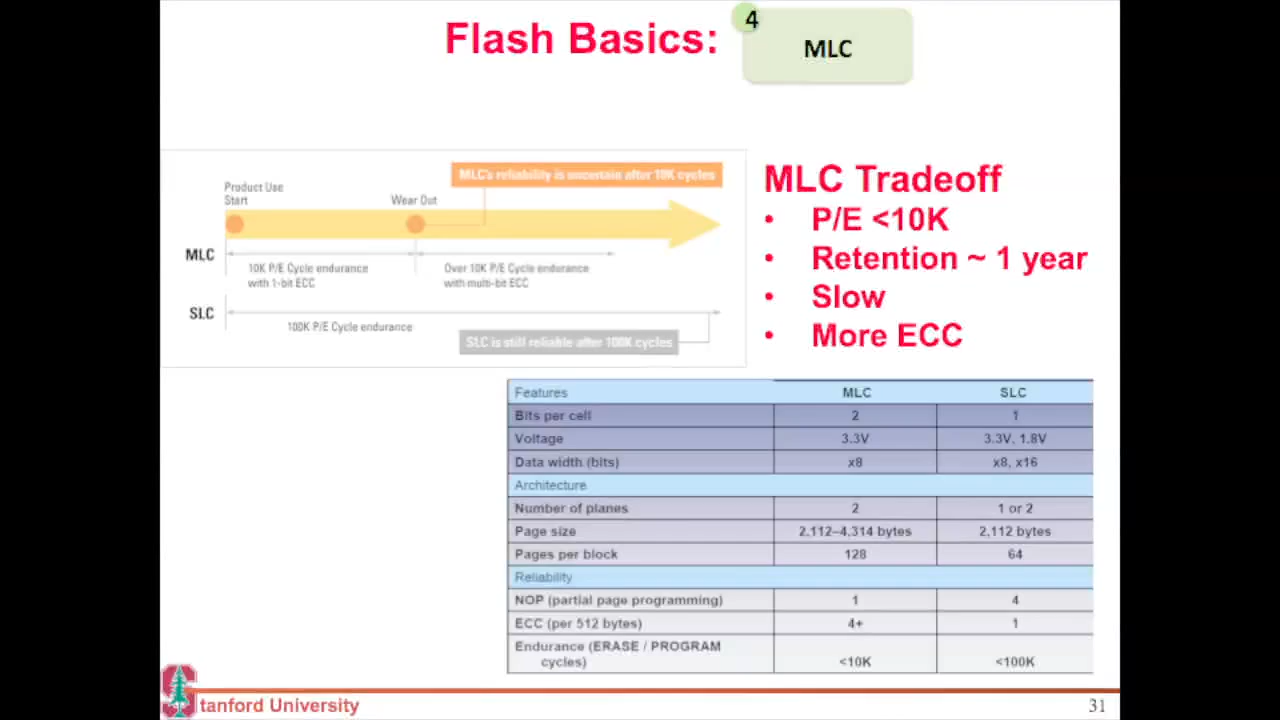 Flash Basics:
4
MLC
MLC's reliability is uncertain after 10K cycles
Product Use
Start
Wear Out
MLC
10K P/E Cycle endurance
with 1-bit ECC
Over 10K P/E Cycle endurance
with multi-bit ECC
SLC
100K P/E Cycle endurance
SLC is still reliable after 100K cycles
MLC Tradeoff
• P/E <10K
• Retention ~ 1 year
• Slow
• More ECC
Features MLC SLC
Bits per cell 2 1
Voltage 3.3V 3.3V, 1.8V
Data width (bits) x8 x8, x16
Architecture
Number of planes 2 1 or 2
Page size 2,112–4,314 bytes 2,112 bytes
Pages per block 128 64
Reliability
NOP (partial page programming) 1 4
ECC (per 512 bytes) 4+ 1
Endurance (ERASE / PROGRAM
cycles) <10K <100K
Stanford University
31